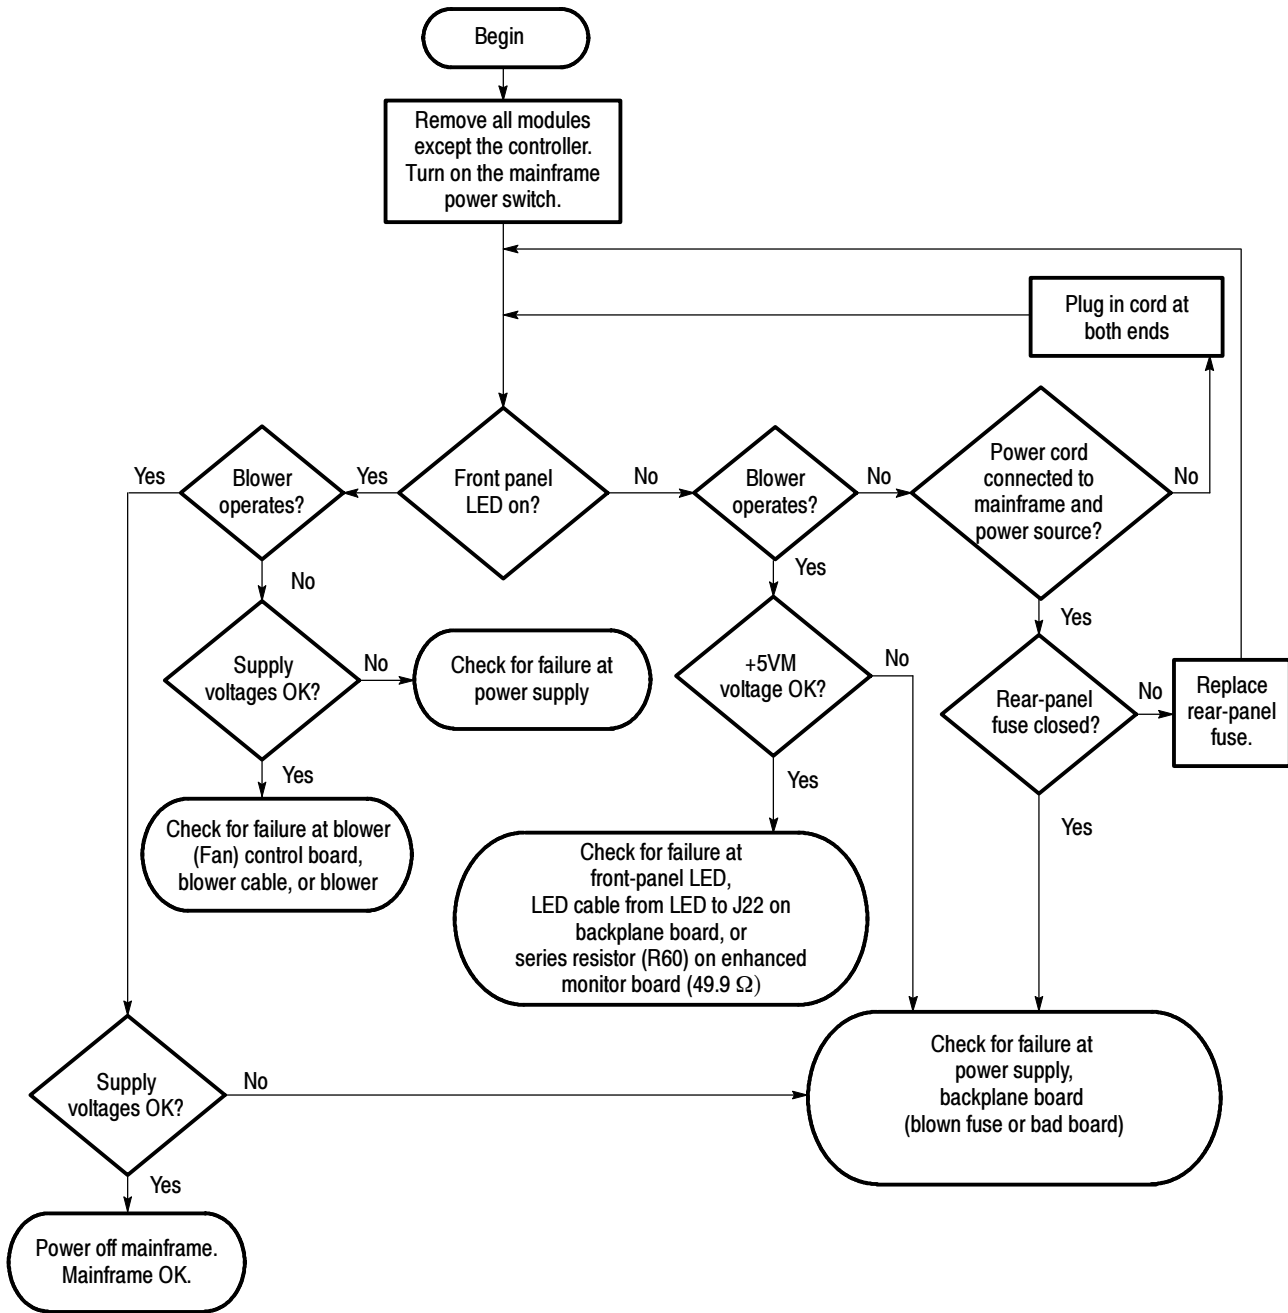 Begin
Remove all modules
except the controller.
Turn on the mainframe
power switch.
Plug in cord at
both ends
Yes
Blower
operates?
Yes
Front panel
LED on?
No
Blower
operates?
No
Power cord
connected to
mainframe and
power source?
No
No
Yes
Yes
Supply
voltages OK?
No
Check for failure at
power supply
+5VM
voltage OK?
No
Rear-panel
fuse closed?
No
Replace
rear-panel
fuse.
Yes
Yes
Yes
Check for failure at blower
(Fan) control board,
blower cable, or blower
Check for failure at
front-panel LED,
LED cable from LED to J22 on
backplane board, or
series resistor (R60) on enhanced
monitor board (49.9 Ω)
Supply
voltages OK?
No
Check for failure at
power supply,
backplane board
(blown fuse or bad board)
Yes
Power off mainframe.
Mainframe OK.